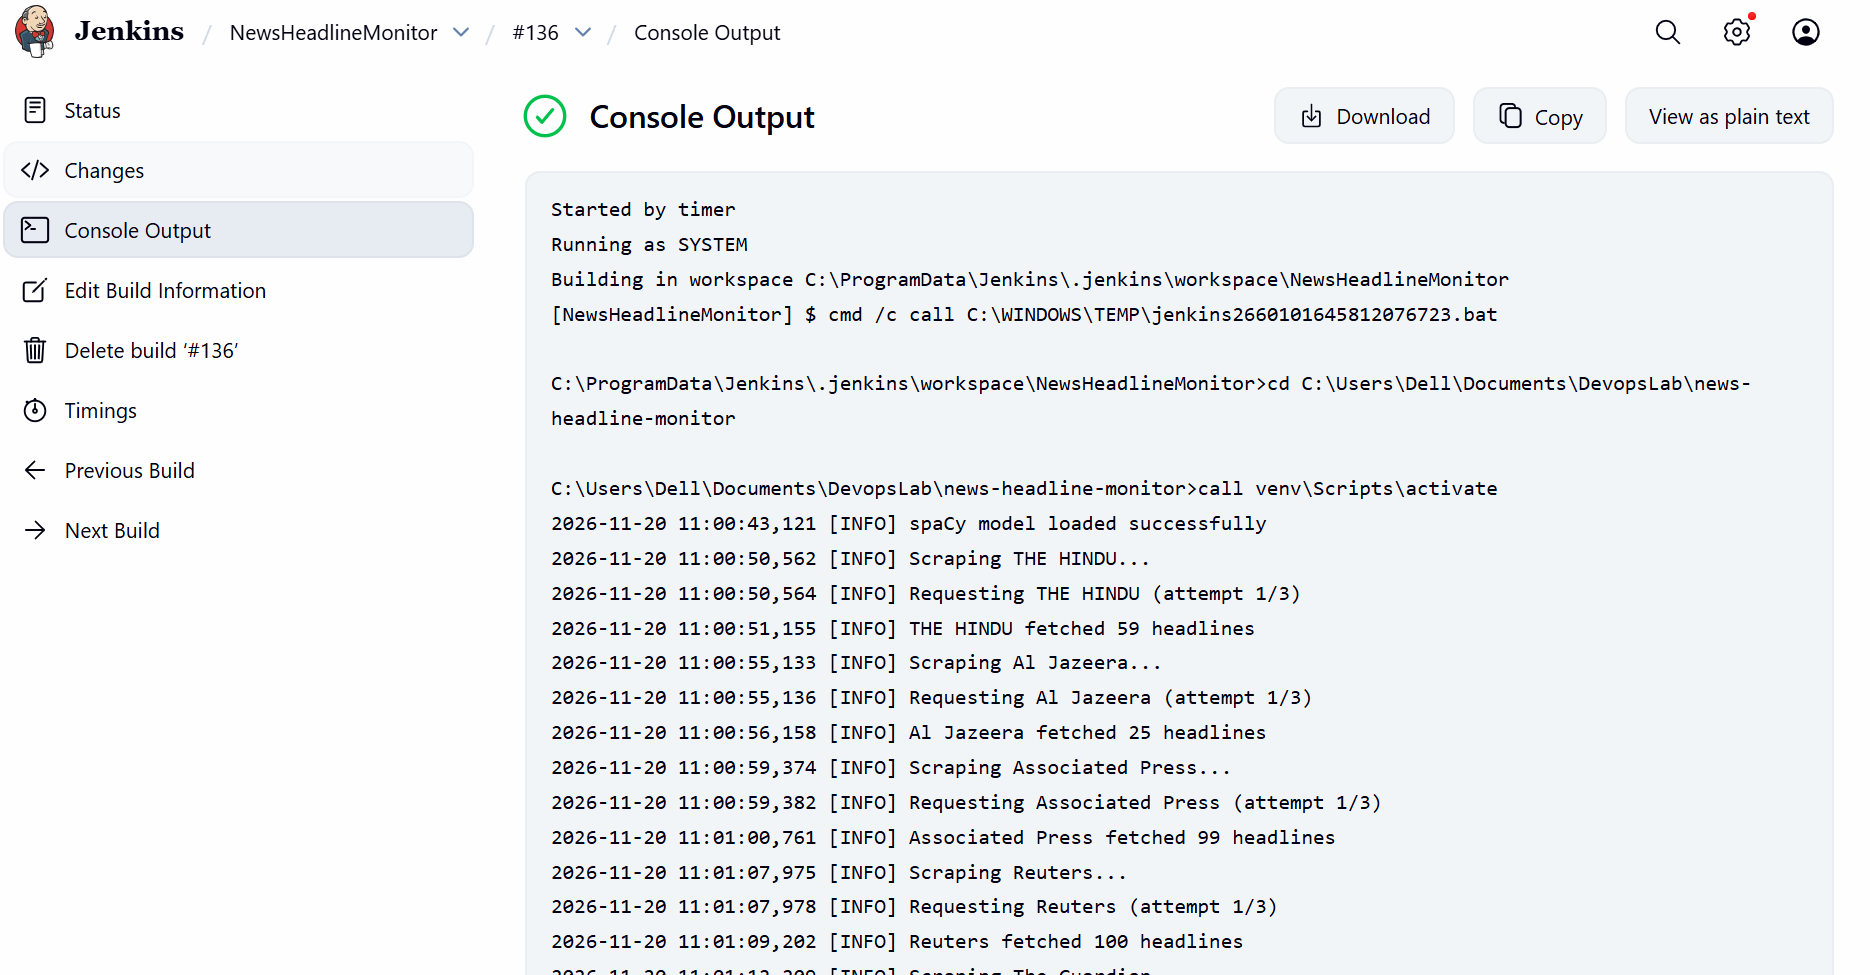 Jenkins / NewsHeadlineMonitor / #136 / Console Output
Status
Changes
Console Output
Edit Build Information
Delete build ‘#136’
Timings
Previous Build
Next Build
Console Output
Download
Copy
View as plain text
Started by timer
Running as SYSTEM
Building in workspace C:\ProgramData\Jenkins\.jenkins\workspace\NewsHeadlineMonitor
[NewsHeadlineMonitor] $ cmd /c call C:\WINDOWS\TEMP\jenkins2660101645812076723.bat
C:\ProgramData\Jenkins\.jenkins\workspace\NewsHeadlineMonitor>cd C:\Users\Dell\Documents\DevopsLab\news-
headline-monitor
C:\Users\Dell\Documents\DevopsLab\news-headline-monitor>call venv\Scripts\activate
2026-11-20 11:00:43,121 [INFO] spaCy model loaded successfully
2026-11-20 11:00:50,562 [INFO] Scraping THE HINDU...
2026-11-20 11:00:50,564 [INFO] Requesting THE HINDU (attempt 1/3)
2026-11-20 11:00:51,155 [INFO] THE HINDU fetched 59 headlines
2026-11-20 11:00:55,133 [INFO] Scraping Al Jazeera...
2026-11-20 11:00:55,136 [INFO] Requesting Al Jazeera (attempt 1/3)
2026-11-20 11:00:56,158 [INFO] Al Jazeera fetched 25 headlines
2026-11-20 11:00:59,374 [INFO] Scraping Associated Press...
2026-11-20 11:00:59,382 [INFO] Requesting Associated Press (attempt 1/3)
2026-11-20 11:01:00,761 [INFO] Associated Press fetched 99 headlines
2026-11-20 11:01:07,975 [INFO] Scraping Reuters...
2026-11-20 11:01:07,978 [INFO] Requesting Reuters (attempt 1/3)
2026-11-20 11:01:09,202 [INFO] Reuters fetched 100 headlines